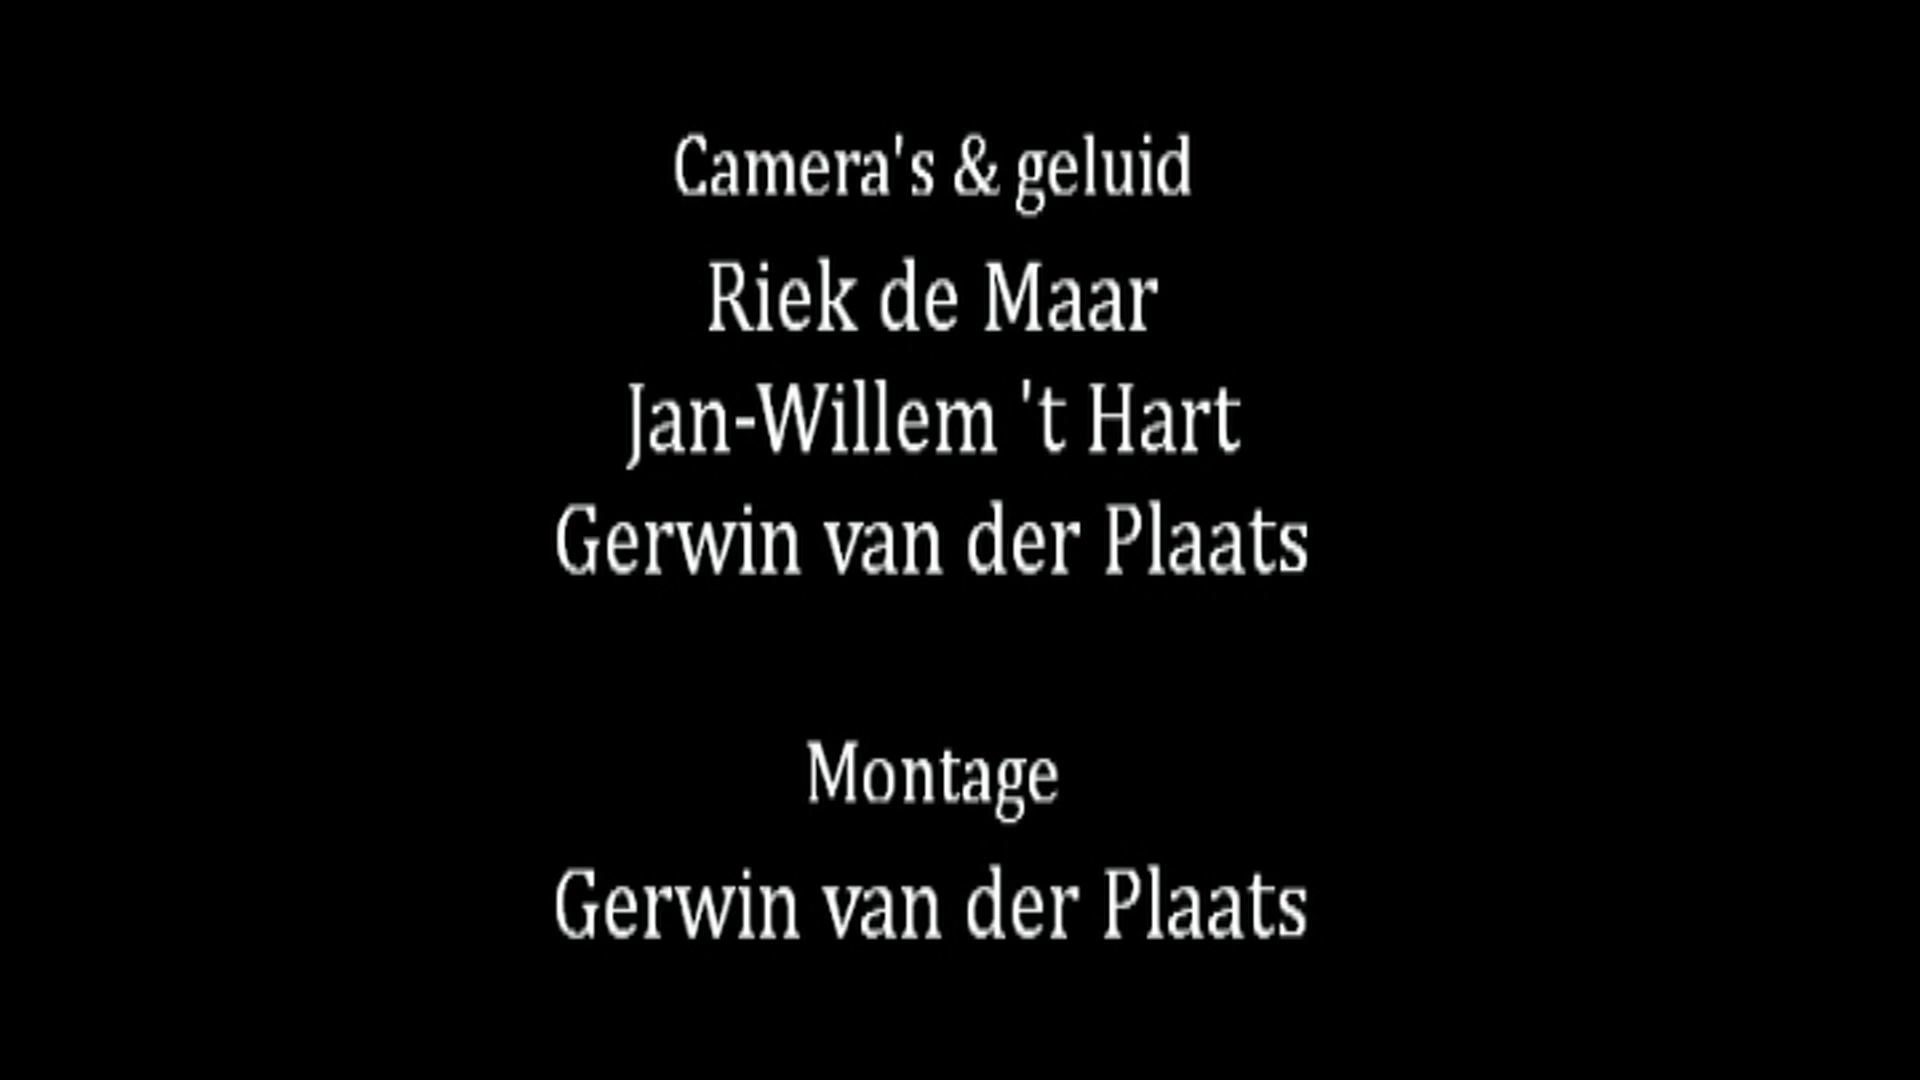 Camera's & geluid
Riek de Maar
Jan-Willem 't Hart
Gerwin van der Plaats
Montage
Gerwin van der Plaats